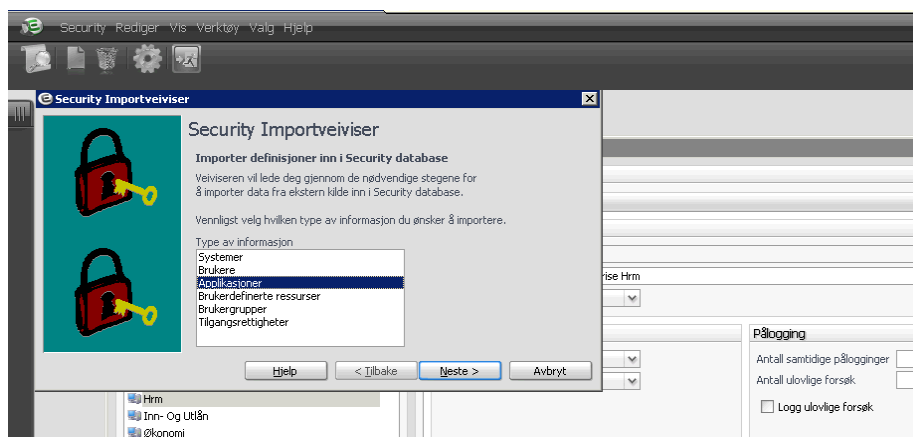 Security Rediger Vis Verktøy Valg Hjelp
Security Importveiviser
Security Importveiviser
Importer definisjoner inn i Security database
Veiviseren vil lede deg gjennom de nødvendige stegene for
å importer data fra ekstern kilde inn i Security database.
Vennligst velg hvilken type av informasjon du ønsker å importere.
Type av informasjon
Systemer
Brukere
Applikasjoner
Brukerdefinerte ressurser
Brukergrupper
Tilgangsrettigheter
Hjelp
< Tilbake
Neste >
Avbryt
rise Hrm
Pålogging
Antall samtidige pålogginger
Antall ulovlige forsøk
Logg ulovlige forsøk
Hrm
Inn- Og Utlån
Økonomi